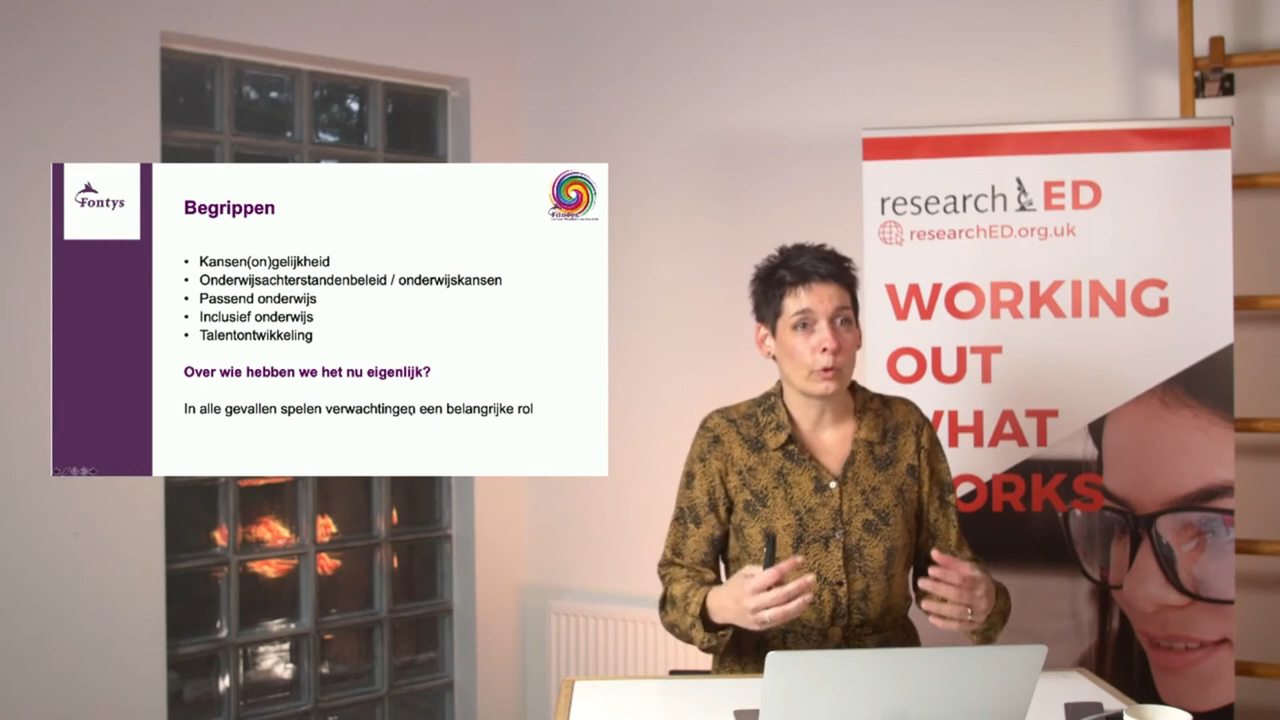 Fontys
Begrippen
• Kansen(on)gelijkheid
• Onderwijsachterstandenbeleid / onderwijskansen
• Passend onderwijs
• Inclusief onderwijs
• Talentontwikkeling
Over wie hebben we het nu eigenlijk?
In alle gevallen spelen verwachtingen een belangrijke rol
Fontys
researchED
researchED.org.uk
WORKING
OUT
WHAT
WORKS